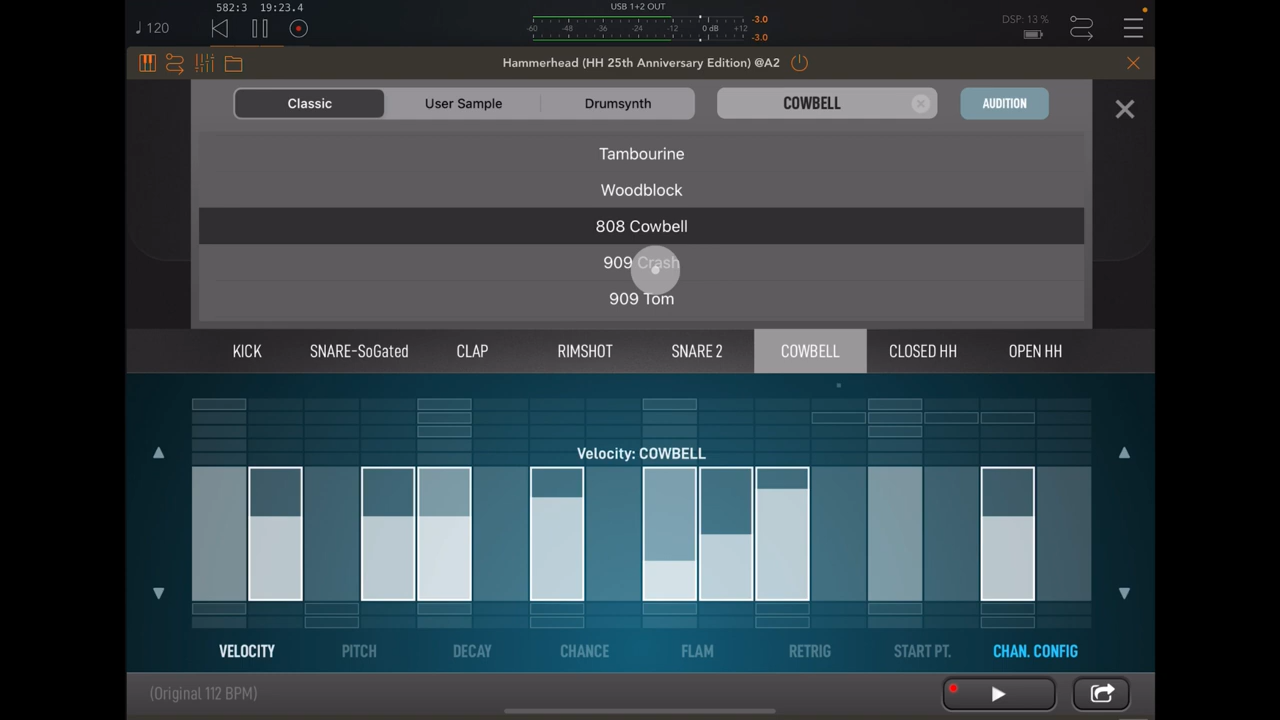 582:3 19:23.4
USB 1+2 OUT
♩120
-60 -48 -36 -24 -12 0 dB +12
-3.0
-3.0
DSP: 13 %
Hammerhead (HH 25th Anniversary Edition) @A2
Classic User Sample Drumsynth COWBELL AUDITION
Tambourine
Woodblock
808 Cowbell
909 Crash
909 Tom
KICK SNARE-SoGated CLAP RIMSHOT SNARE 2 COWBELL CLOSED HH OPEN HH
Velocity: COWBELL
VELOCITY PITCH DECAY CHANCE FLAM RETRIG START PT. CHAN. CONFIG
(Original 112 BPM)